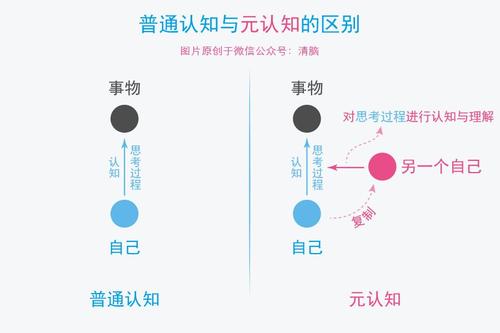 普通认知与元认知的区别
图片原创于微信公众号：清脑
事物
认知
思考过程
自己
普通认知
事物
对思考过程进行认知与理解
认知
思考过程
另一个自己
复制
自己
元认知